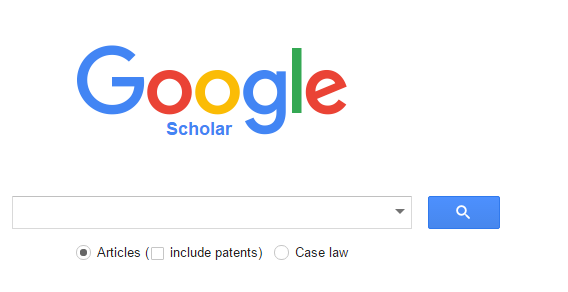 Google
Scholar
Articles ( include patents) Case law